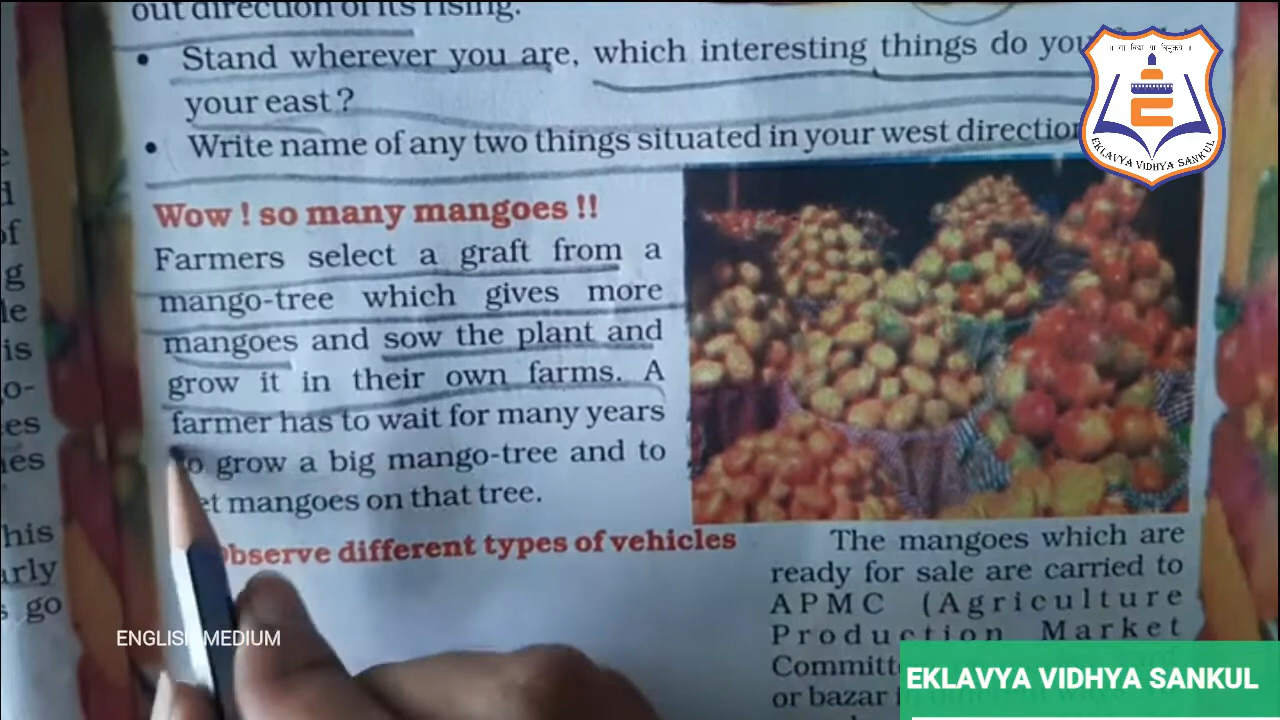 out direction of its rising.
• Stand wherever you are, which interesting things do you
your east ?
• Write name of any two things situated in your west direction
Wow ! so many mangoes !!
Farmers select a graft from a
mango-tree which gives more
mangoes and sow the plant and
grow it in their own farms. A
farmer has to wait for many years
to grow a big mango-tree and to
get mangoes on that tree.
Observe different types of vehicles
The mangoes which are
ready for sale are carried to
APMC (Agriculture
Production Market
or bazar
EKLAVYA VIDHYA SANKUL
ENGLISH MEDIUM
EKLAVYA VIDHYA SANKUL